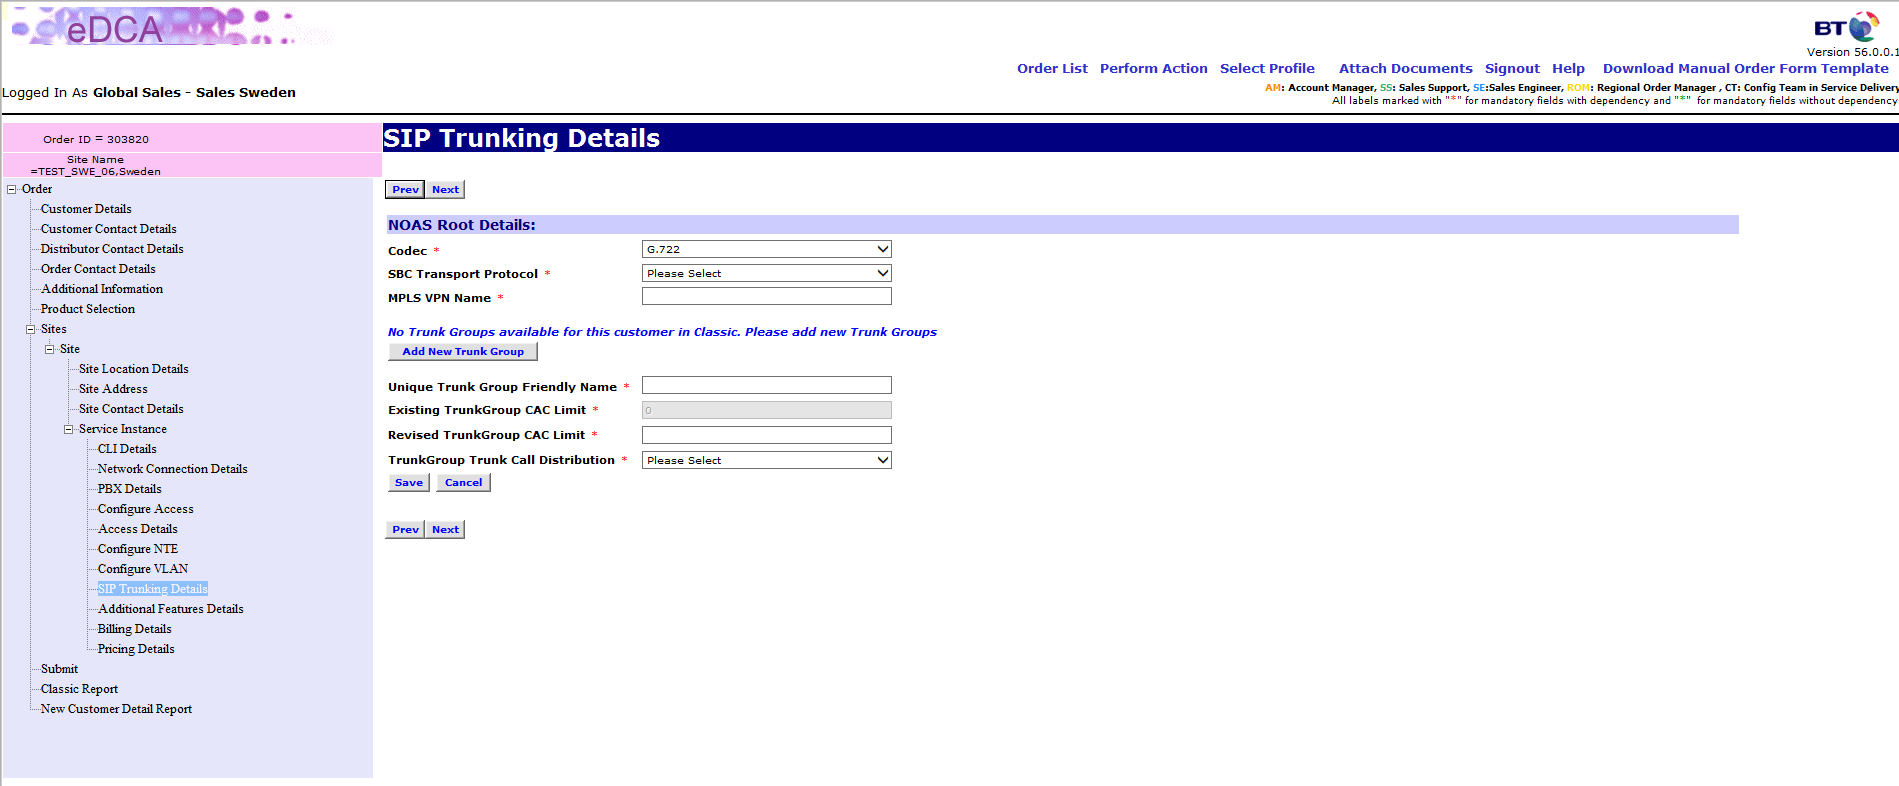 eDCA
BT
Version 56.0.0.1
Order List Perform Action Select Profile Attach Documents Signout Help Download Manual Order Form Template
Logged In As Global Sales - Sales Sweden
AM: Account Manager, SS: Sales Support, SE:Sales Engineer, ROM: Regional Order Manager , CT: Config Team in Service Delivery
All labels marked with "*" for mandatory fields with dependency and "*" for mandatory fields without dependency
Order ID = 303820
Site Name
=TEST_SWE_06,Sweden
Order
Customer Details
Customer Contact Details
Distributor Contact Details
Order Contact Details
Additional Information
Product Selection
Sites
Site
Site Location Details
Site Address
Site Contact Details
Service Instance
CLI Details
Network Connection Details
PBX Details
Configure Access
Access Details
Configure NTE
Configure VLAN
SIP Trunking Details
Additional Features Details
Billing Details
Pricing Details
Submit
Classic Report
New Customer Detail Report
SIP Trunking Details
Prev Next
NOAS Root Details:
Codec * G.722
SBC Transport Protocol * Please Select
MPLS VPN Name *
No Trunk Groups available for this customer in Classic. Please add new Trunk Groups
Add New Trunk Group
Unique Trunk Group Friendly Name *
Existing TrunkGroup CAC Limit * 0
Revised TrunkGroup CAC Limit *
TrunkGroup Trunk Call Distribution * Please Select
Save Cancel
Prev Next